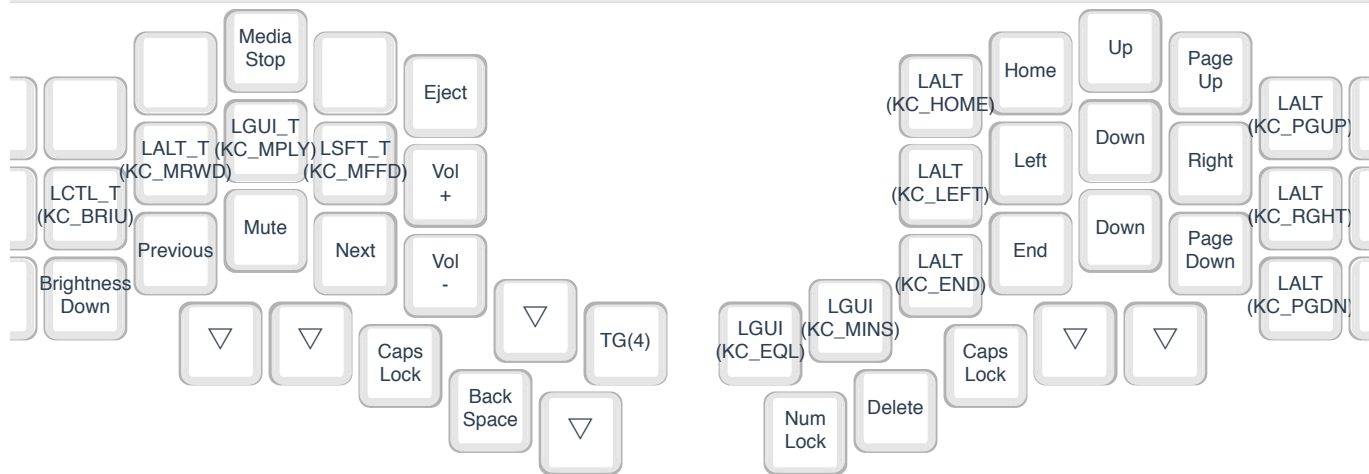 Media
Stop
Eject
LGUI_T
(KC_MPLY)
LALT_T
(KC_MRWD)
LSFT_T
(KC_MFFD)
Vol
+
LCTL_T
(KC_BRIU)
Mute
Previous
Next
Vol
-
Brightness
Down
▽
▽
▽
TG(4)
Caps
Lock
Back
Space
▽
Up
Home
Page
Up
LALT
(KC_HOME)
LALT
(KC_PGUP)
Down
Left
Right
LALT
(KC_LEFT)
LALT
(KC_RGHT)
Down
End
Page
Down
LALT
(KC_END)
LALT
(KC_PGDN)
LGUI
(KC_MINS)
LGUI
(KC_EQL)
▽
▽
Caps
Lock
Delete
Num
Lock